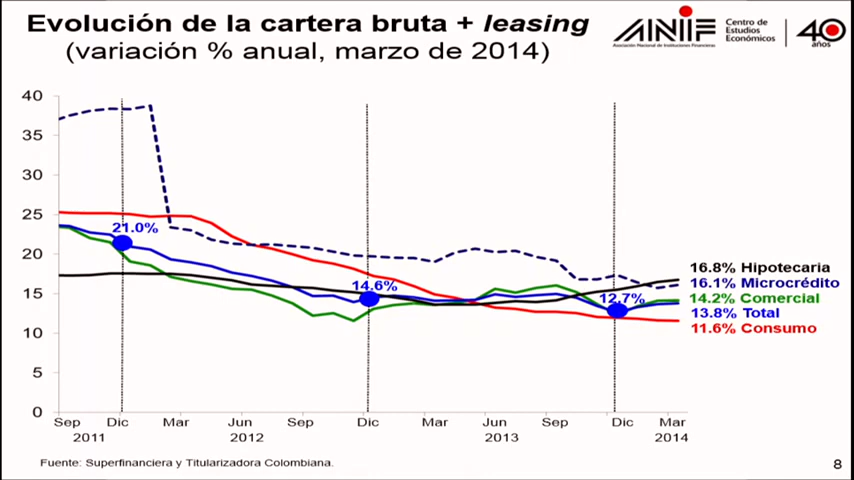 Evolución de la cartera bruta + leasing
(variación % anual, marzo de 2014)
ANIF
Asociación Nacional de Instituciones Financieras
Centro de
Estudios
Económicos
40
años
40
35
30
25
20
15
10
5
0
21.0%
14.6%
12.7%
16.8% Hipotecaria
16.1% Microcrédito
14.2% Comercial
13.8% Total
11.6% Consumo
Sep Dic Mar Jun Sep Dic Mar Jun Sep Dic Mar
2011 2012 2013 2014
Fuente: Superfinanciera y Titularizadora Colombiana.
8